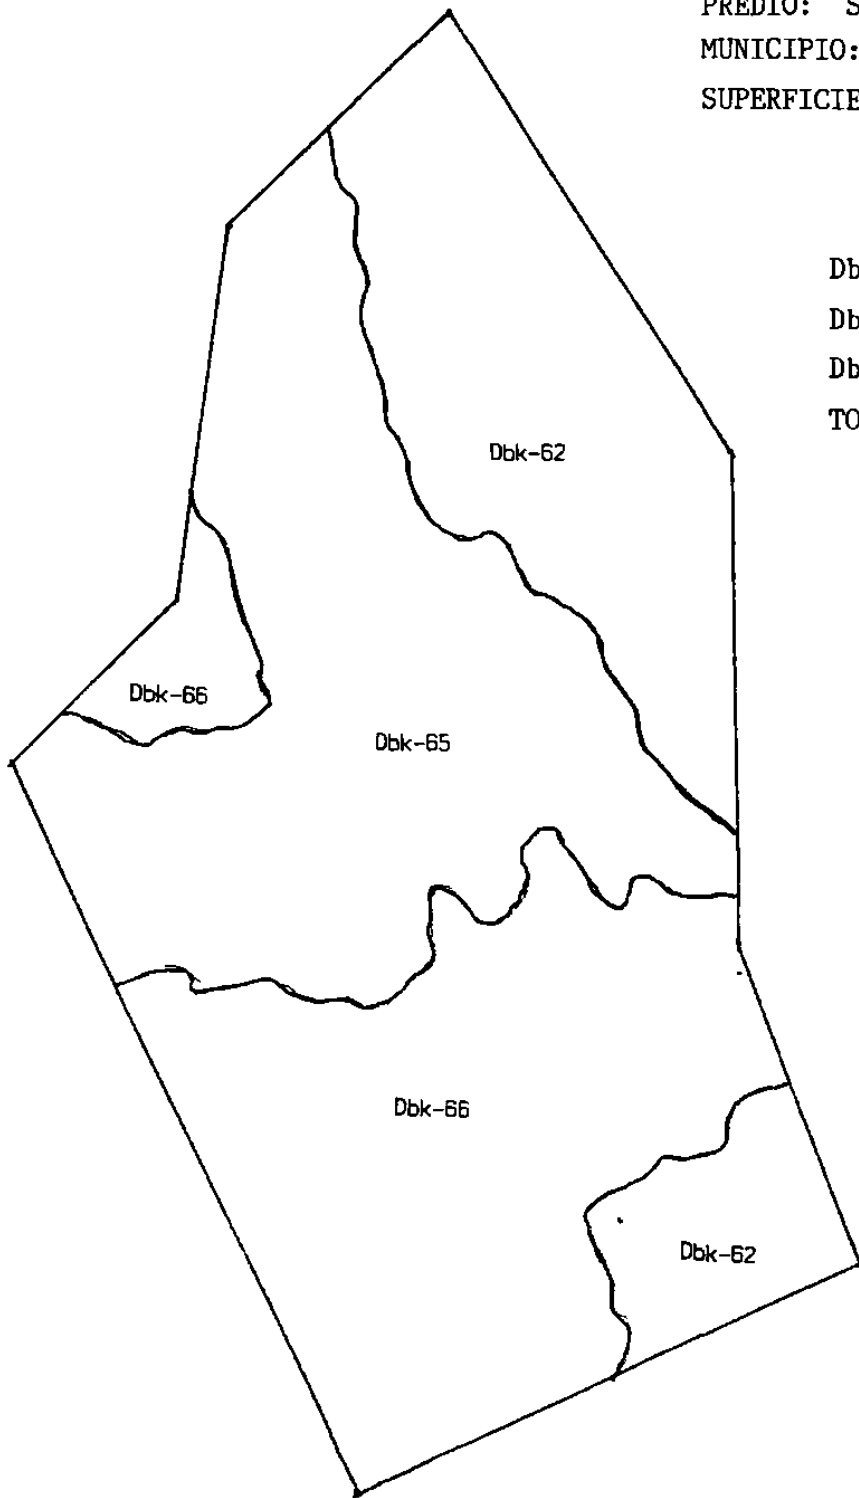 PREDIO: S
MUNICIPIO:
SUPERFICIE
Db
Db
Db
TO
Dbk-62
Dbk-66
Dbk-65
Dbk-66
Dbk-62